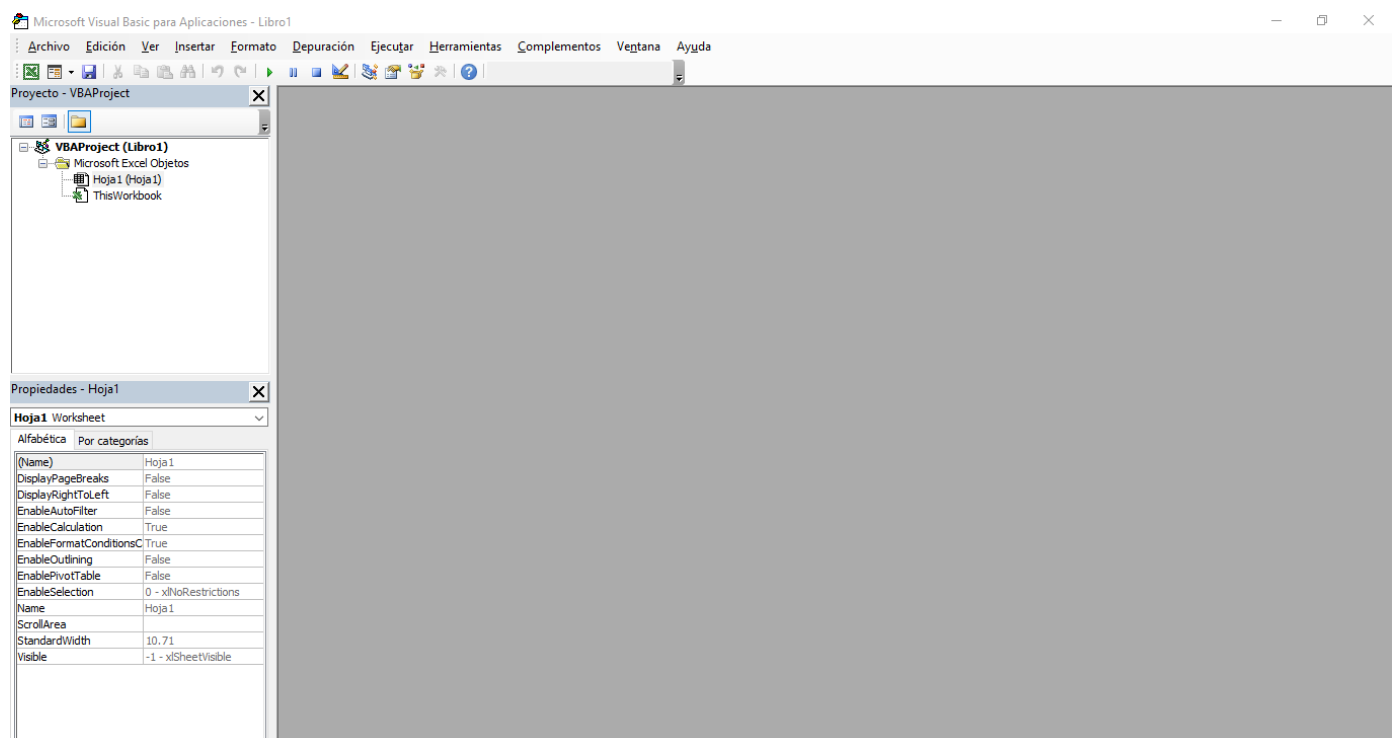 Microsoft Visual Basic para Aplicaciones - Libro1
Archivo Edición Ver Insertar Formato Depuración Ejecutar Herramientas Complementos Ventana Ayuda
Proyecto - VBAProject
VBAProject (Libro1)
Microsoft Excel Objetos
Hoja1 (Hoja1)
ThisWorkbook
Propiedades - Hoja1
Hoja1 Worksheet
Alfabética Por categorías
(Name) Hoja1
DisplayPageBreaks False
DisplayRightToLeft False
EnableAutoFilter False
EnableCalculation True
EnableFormatConditionsC True
EnableOutlining False
EnablePivotTable False
EnableSelection 0 - xlNoRestrictions
Name Hoja1
ScrollArea
StandardWidth 10.71
Visible -1 - xlSheetVisible